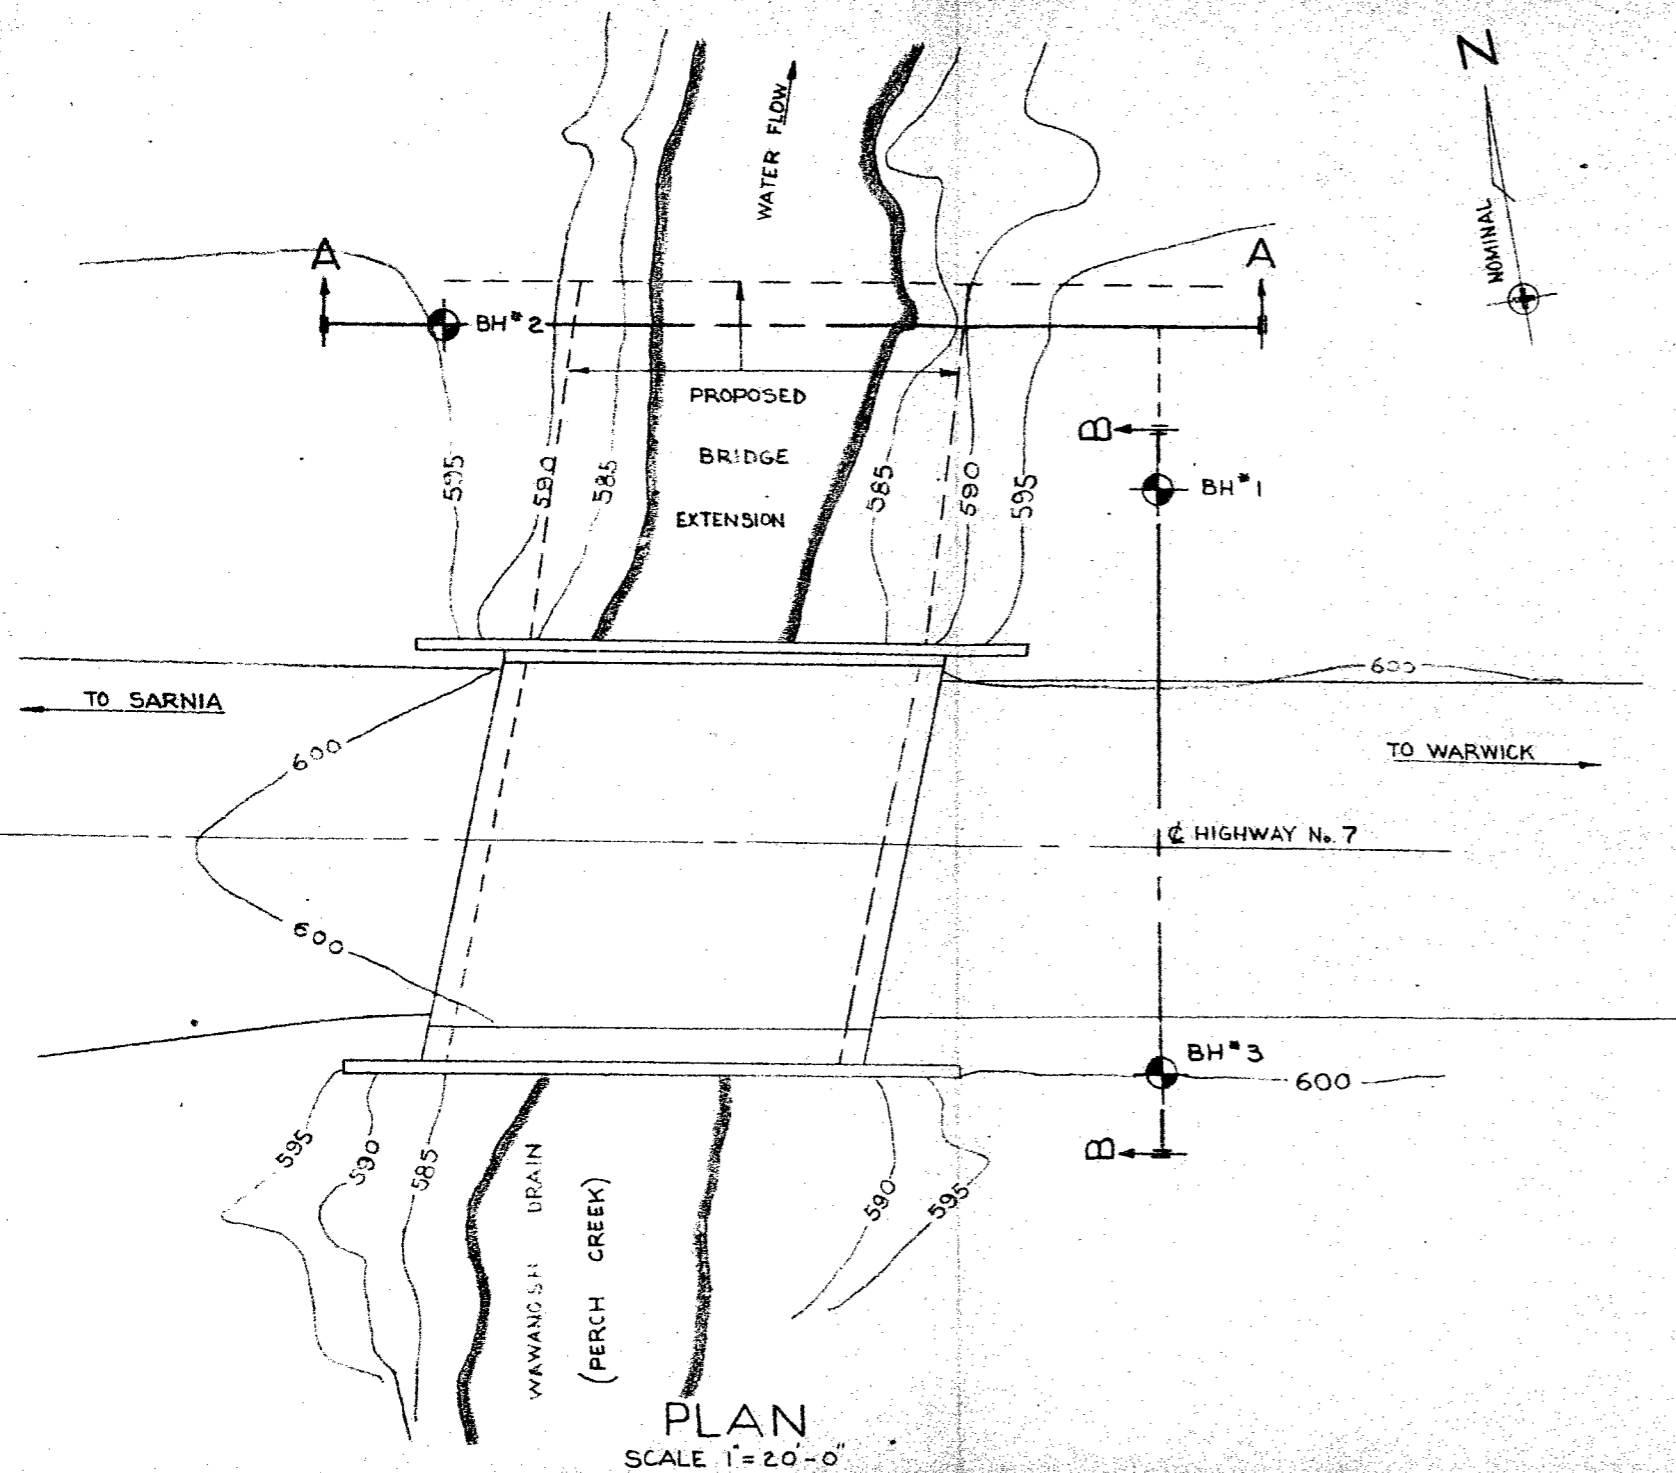 N
NOMINAL
WATER FLOW
A
A
BH#2
PROPOSED
BRIDGE
EXTENSION
B
BH#1
595
590
585
585
590
595
600
TO SARNIA
600
TO WARWICK
℄ HIGHWAY No. 7
600
BH#3
600
B
595
590
585
590
595
WAWANOSH DRAIN
(PERCH CREEK)
PLAN
SCALE 1"=20'-0"